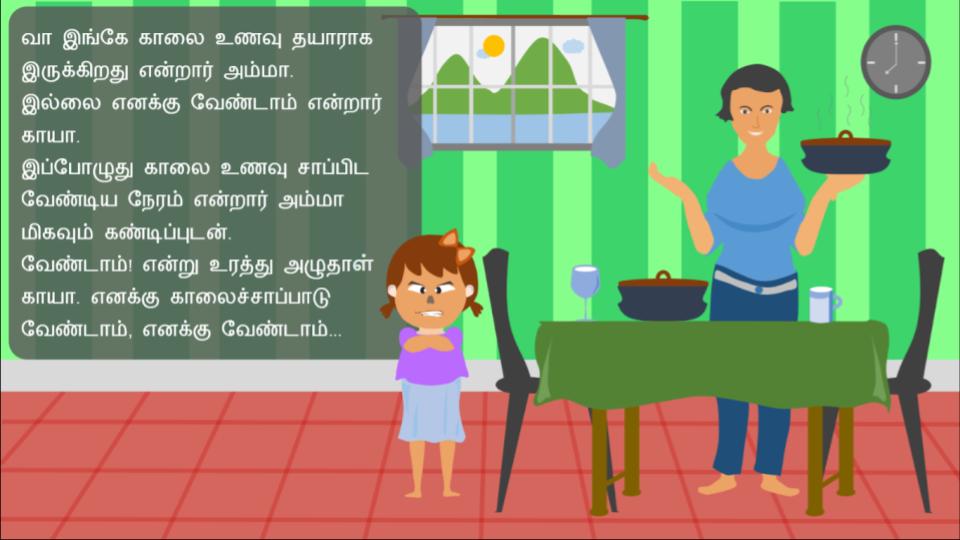 வா இங்கே காலை உணவு தயாராக
இருக்கிறது என்றார் அம்மா.
இல்லை எனக்கு வேண்டாம் என்றார்
காயா.
இப்போழுது காலை உணவு சாப்பிட
வேண்டிய நேரம் என்றார் அம்மா
மிகவும் கண்டிப்புடன்.
வேண்டாம்! என்று உரத்து அழுதாள்
காயா. எனக்கு காலைச்சாப்பாடு
வேண்டாம், எனக்கு வேண்டாம்...